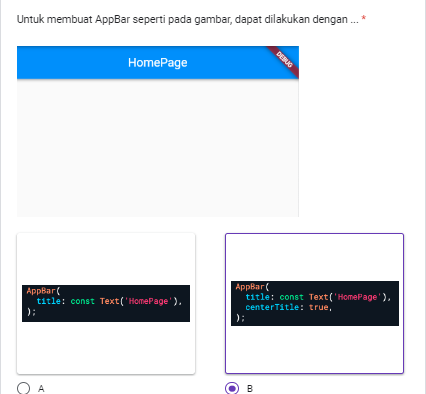 Untuk membuat AppBar seperti pada gambar, dapat dilakukan dengan ... *
HomePage
DEBUG
AppBar(
title: const Text('HomePage'),
);
A
AppBar(
title: const Text('HomePage'),
centerTitle: true,
);
B